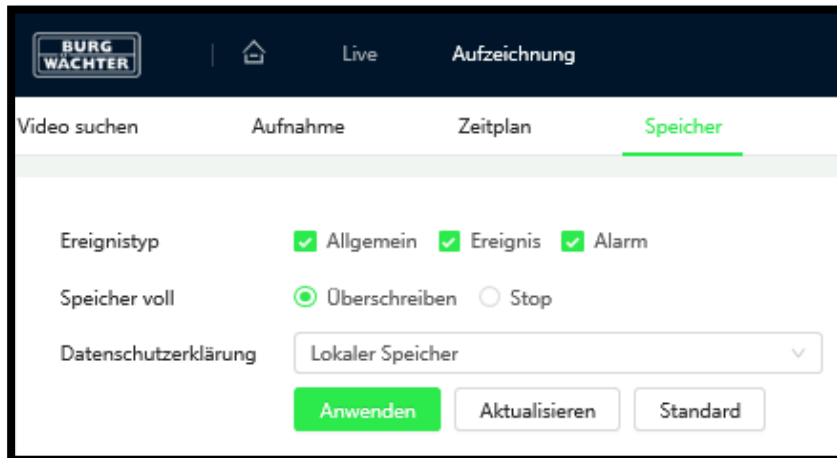 BURG
WÄCHTER
Live Aufzeichnung
Video suchen Aufnahme Zeitplan Speicher
Ereignistyp Allgemein Ereignis Alarm
Speicher voll Überschreiben Stop
Datenschutzerklärung Lokaler Speicher
Anwenden Aktualisieren Standard